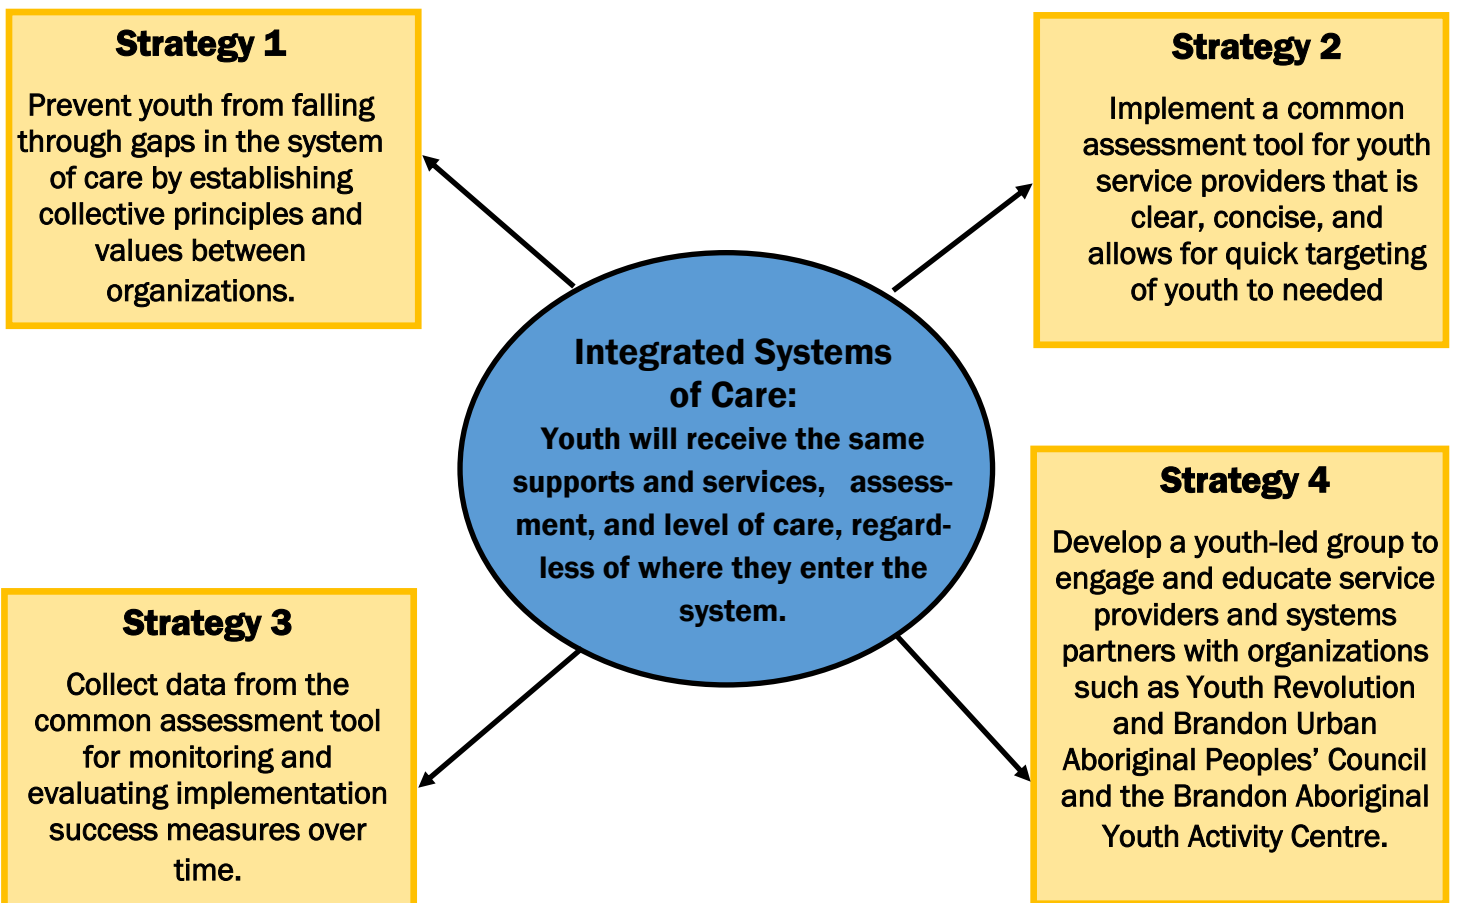 Strategy 1
Prevent youth from falling
through gaps in the system
of care by establishing
collective principles and
values between
organizations.
Strategy 2
Implement a common
assessment tool for youth
service providers that is
clear, concise, and
allows for quick targeting
of youth to needed
Integrated Systems
of Care:
Youth will receive the same
supports and services,   assess-
ment, and level of care, regard-
less of where they enter the
system.
Strategy 3
Collect data from the
common assessment tool
for monitoring and
evaluating implementation
success measures over
time.
Strategy 4
Develop a youth-led group to
engage and educate service
providers and systems
partners with organizations
such as Youth Revolution
and Brandon Urban
Aboriginal Peoples’ Council
and the Brandon Aboriginal
Youth Activity Centre.